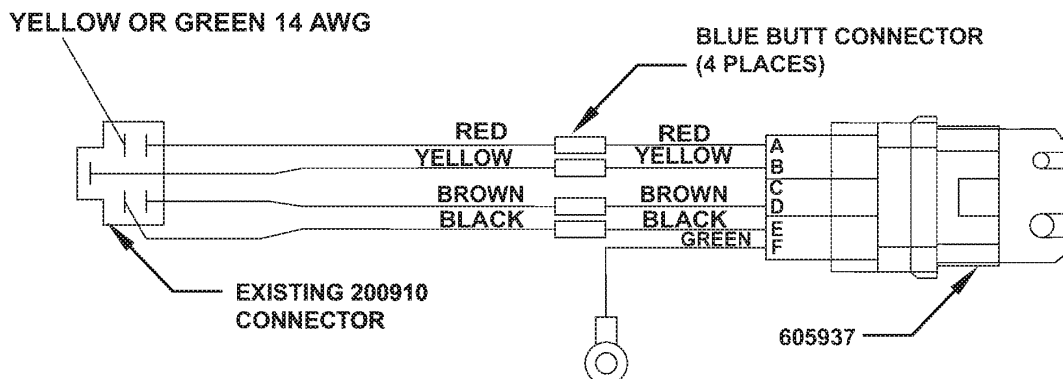 YELLOW OR GREEN 14 AWG
BLUE BUTT CONNECTOR
(4 PLACES)
RED
RED
A
YELLOW
YELLOW
B
C
BROWN
BROWN
D
BLACK
BLACK
E
GREEN
F
EXISTING 200910
CONNECTOR
605937